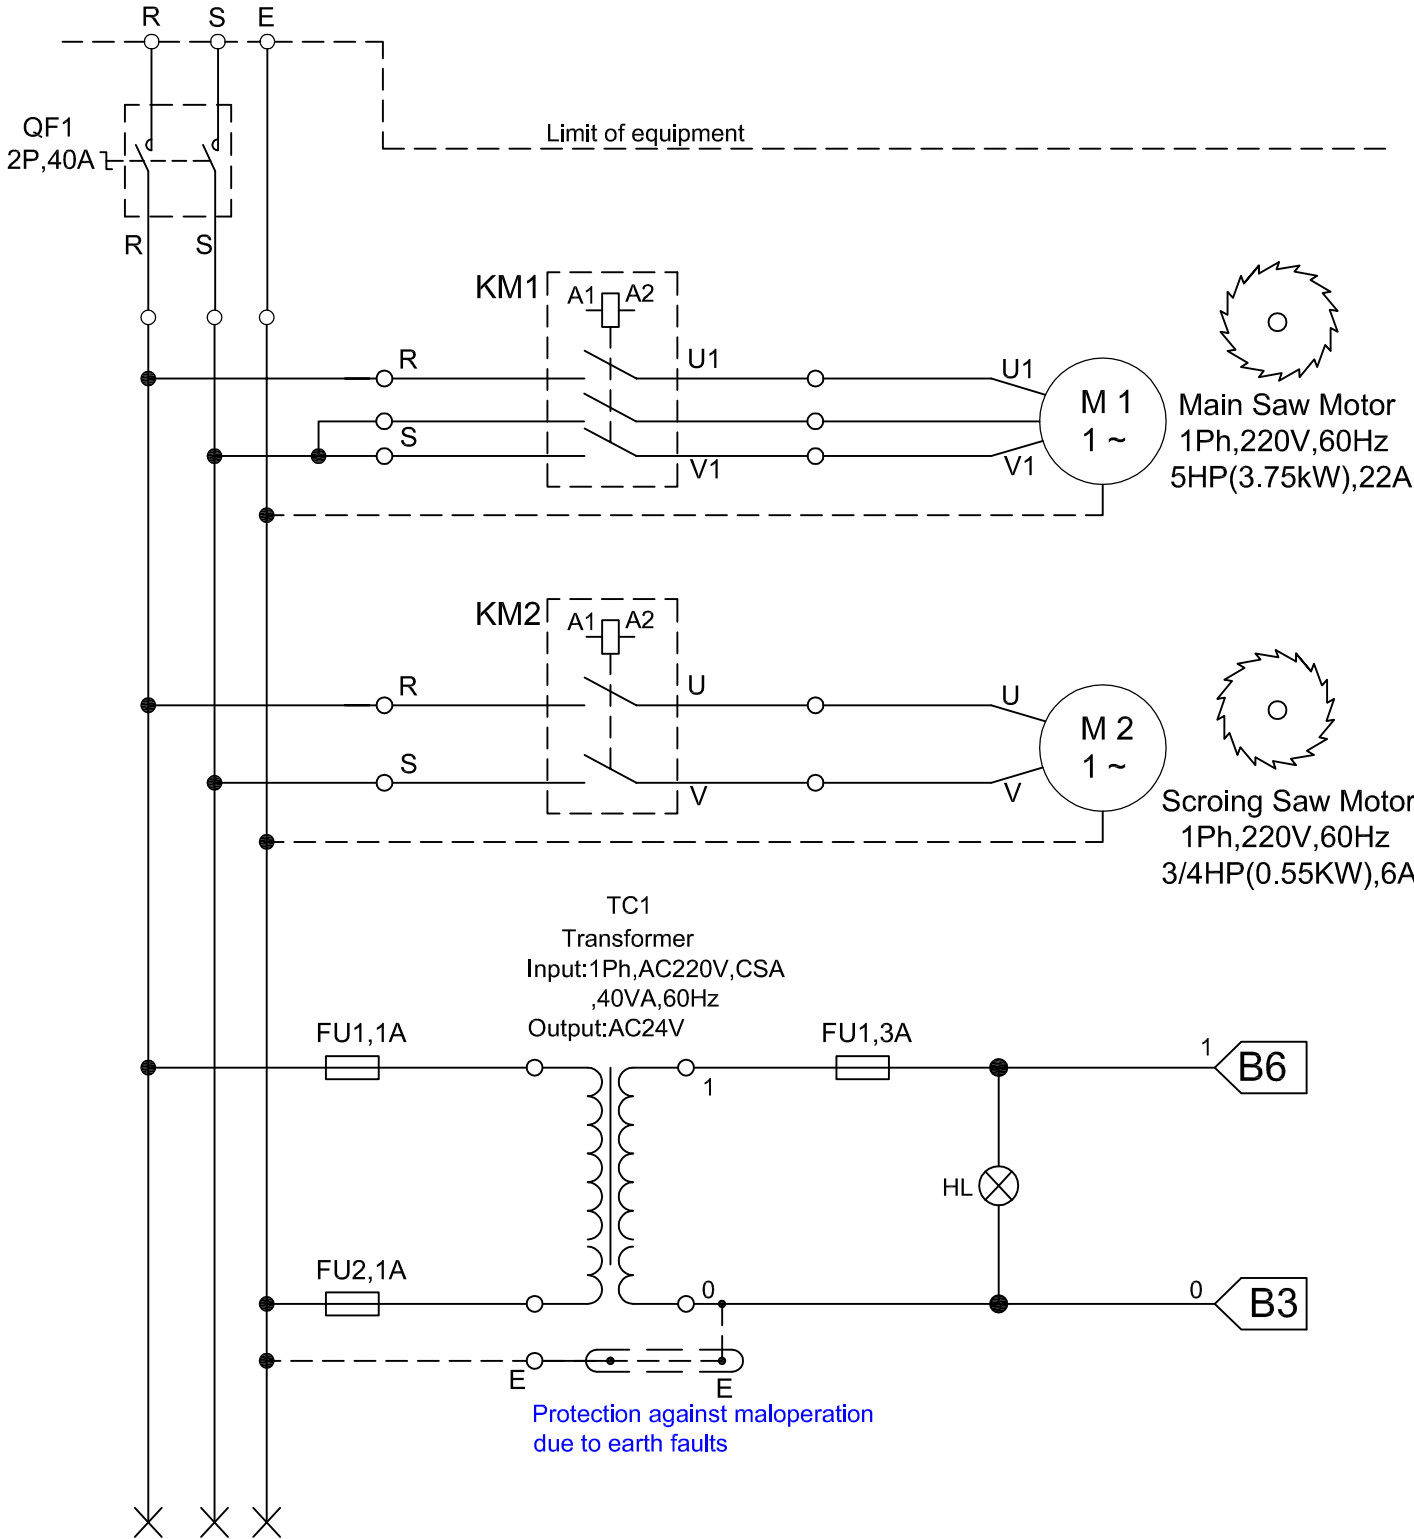 R S E
QF1
2P,40A
Limit of equipment
R S
KM1
A1 A2
R
U1
U1
S
V1
V1
M 1
1 ~
Main Saw Motor
1Ph,220V,60Hz
5HP(3.75kW),22A
KM2
A1 A2
R
U
U
S
V
V
M 2
1 ~
Scroing Saw Motor
1Ph,220V,60Hz
3/4HP(0.55KW),6A
TC1
Transformer
Input:1Ph,AC220V,CSA
,40VA,60Hz
Output:AC24V
FU1,1A
FU1,3A
1
1
B6
HL
FU2,1A
0
0
B3
E
E
Protection against maloperation
due to earth faults